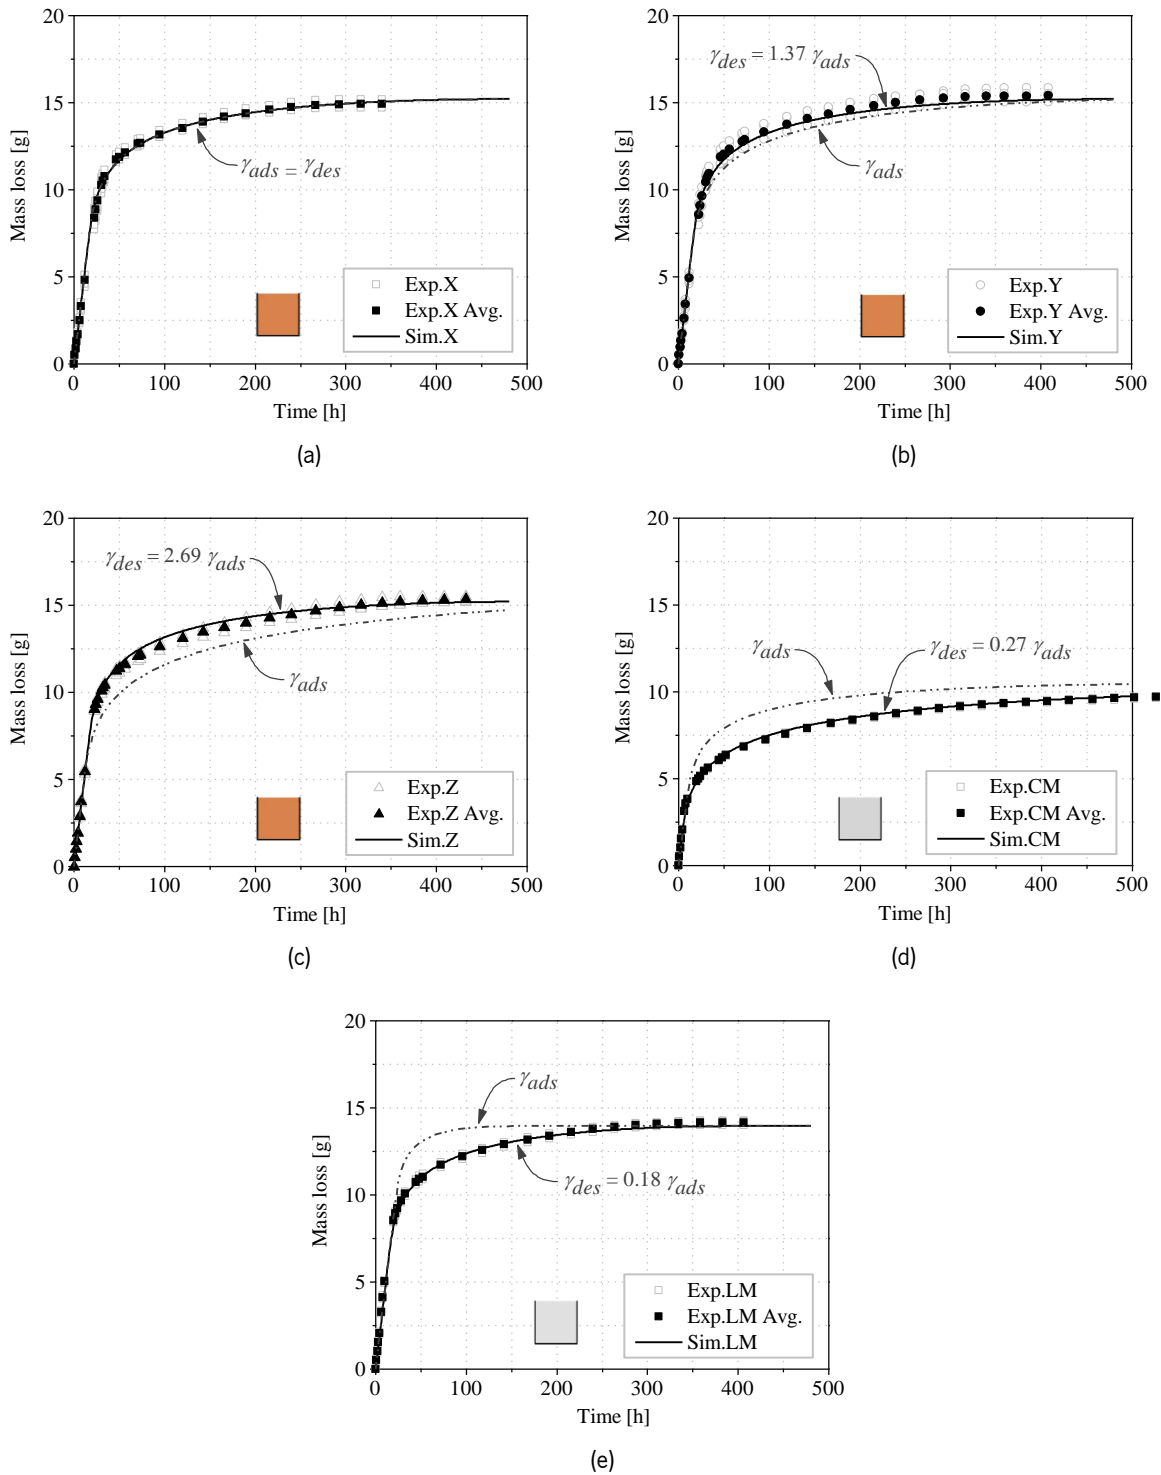 20
15
10
5
0
0 100 200 300 400 500
Mass loss [g]
Time [h]
γads = γdes
Exp.X
Exp.X Avg.
Sim.X
(a)
20
15
10
5
0
0 100 200 300 400 500
Mass loss [g]
Time [h]
γdes = 1.37 γads
γads
Exp.Y
Exp.Y Avg.
Sim.Y
(b)
20
15
10
5
0
0 100 200 300 400 500
Mass loss [g]
Time [h]
γdes = 2.69 γads
γads
Exp.Z
Exp.Z Avg.
Sim.Z
(c)
20
15
10
5
0
0 100 200 300 400 500
Mass loss [g]
Time [h]
γads
γdes = 0.27 γads
Exp.CM
Exp.CM Avg.
Sim.CM
(d)
20
15
10
5
0
0 100 200 300 400 500
Mass loss [g]
Time [h]
γads
γdes = 0.18 γads
Exp.LM
Exp.LM Avg.
Sim.LM
(e)